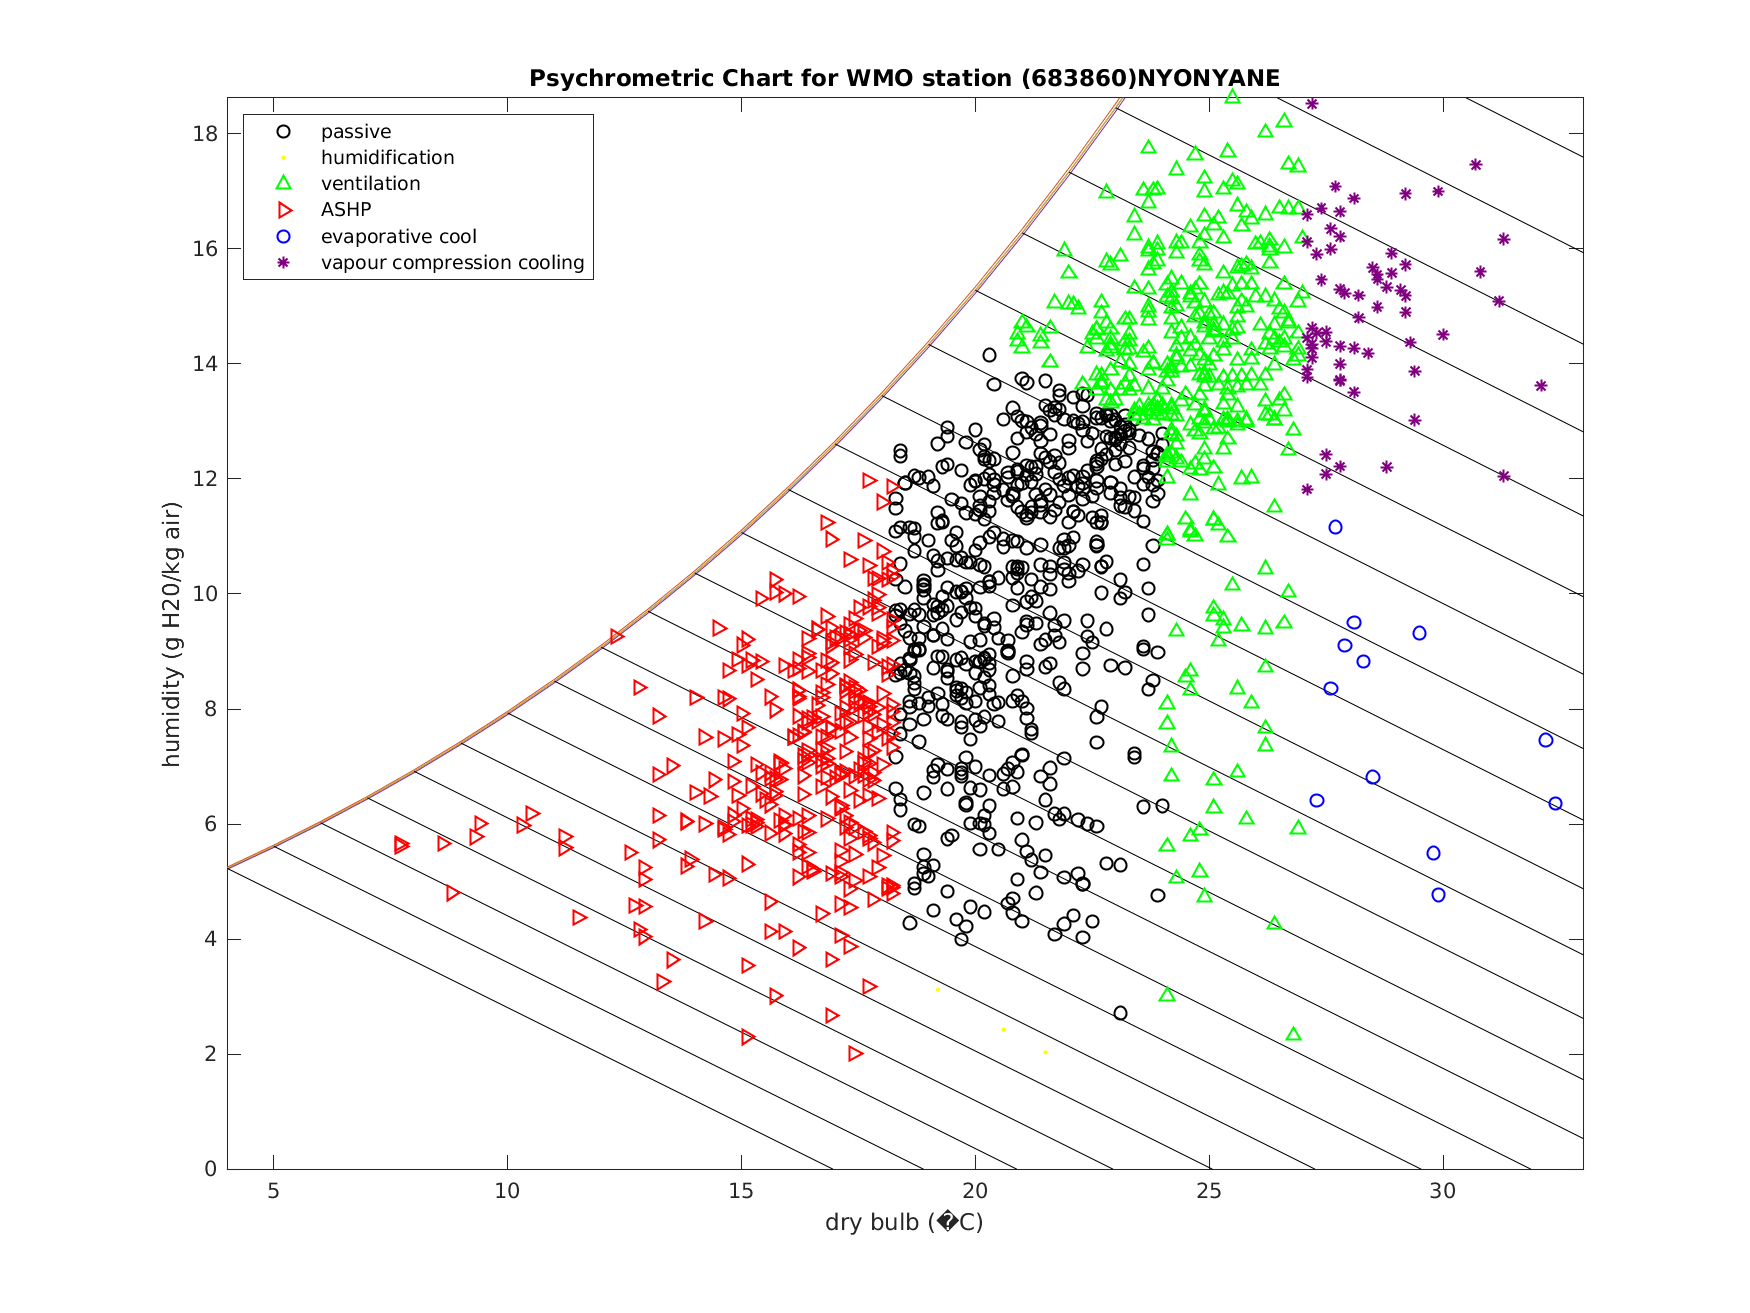 Psychrometric Chart for WMO station (683860)NYONYANE
passive
humidification
ventilation
ASHP
evaporative cool
vapour compression cooling
18
16
14
12
10
8
6
4
2
0
humidity (g H20/kg air)
5 10 15 20 25 30
dry bulb (�C)